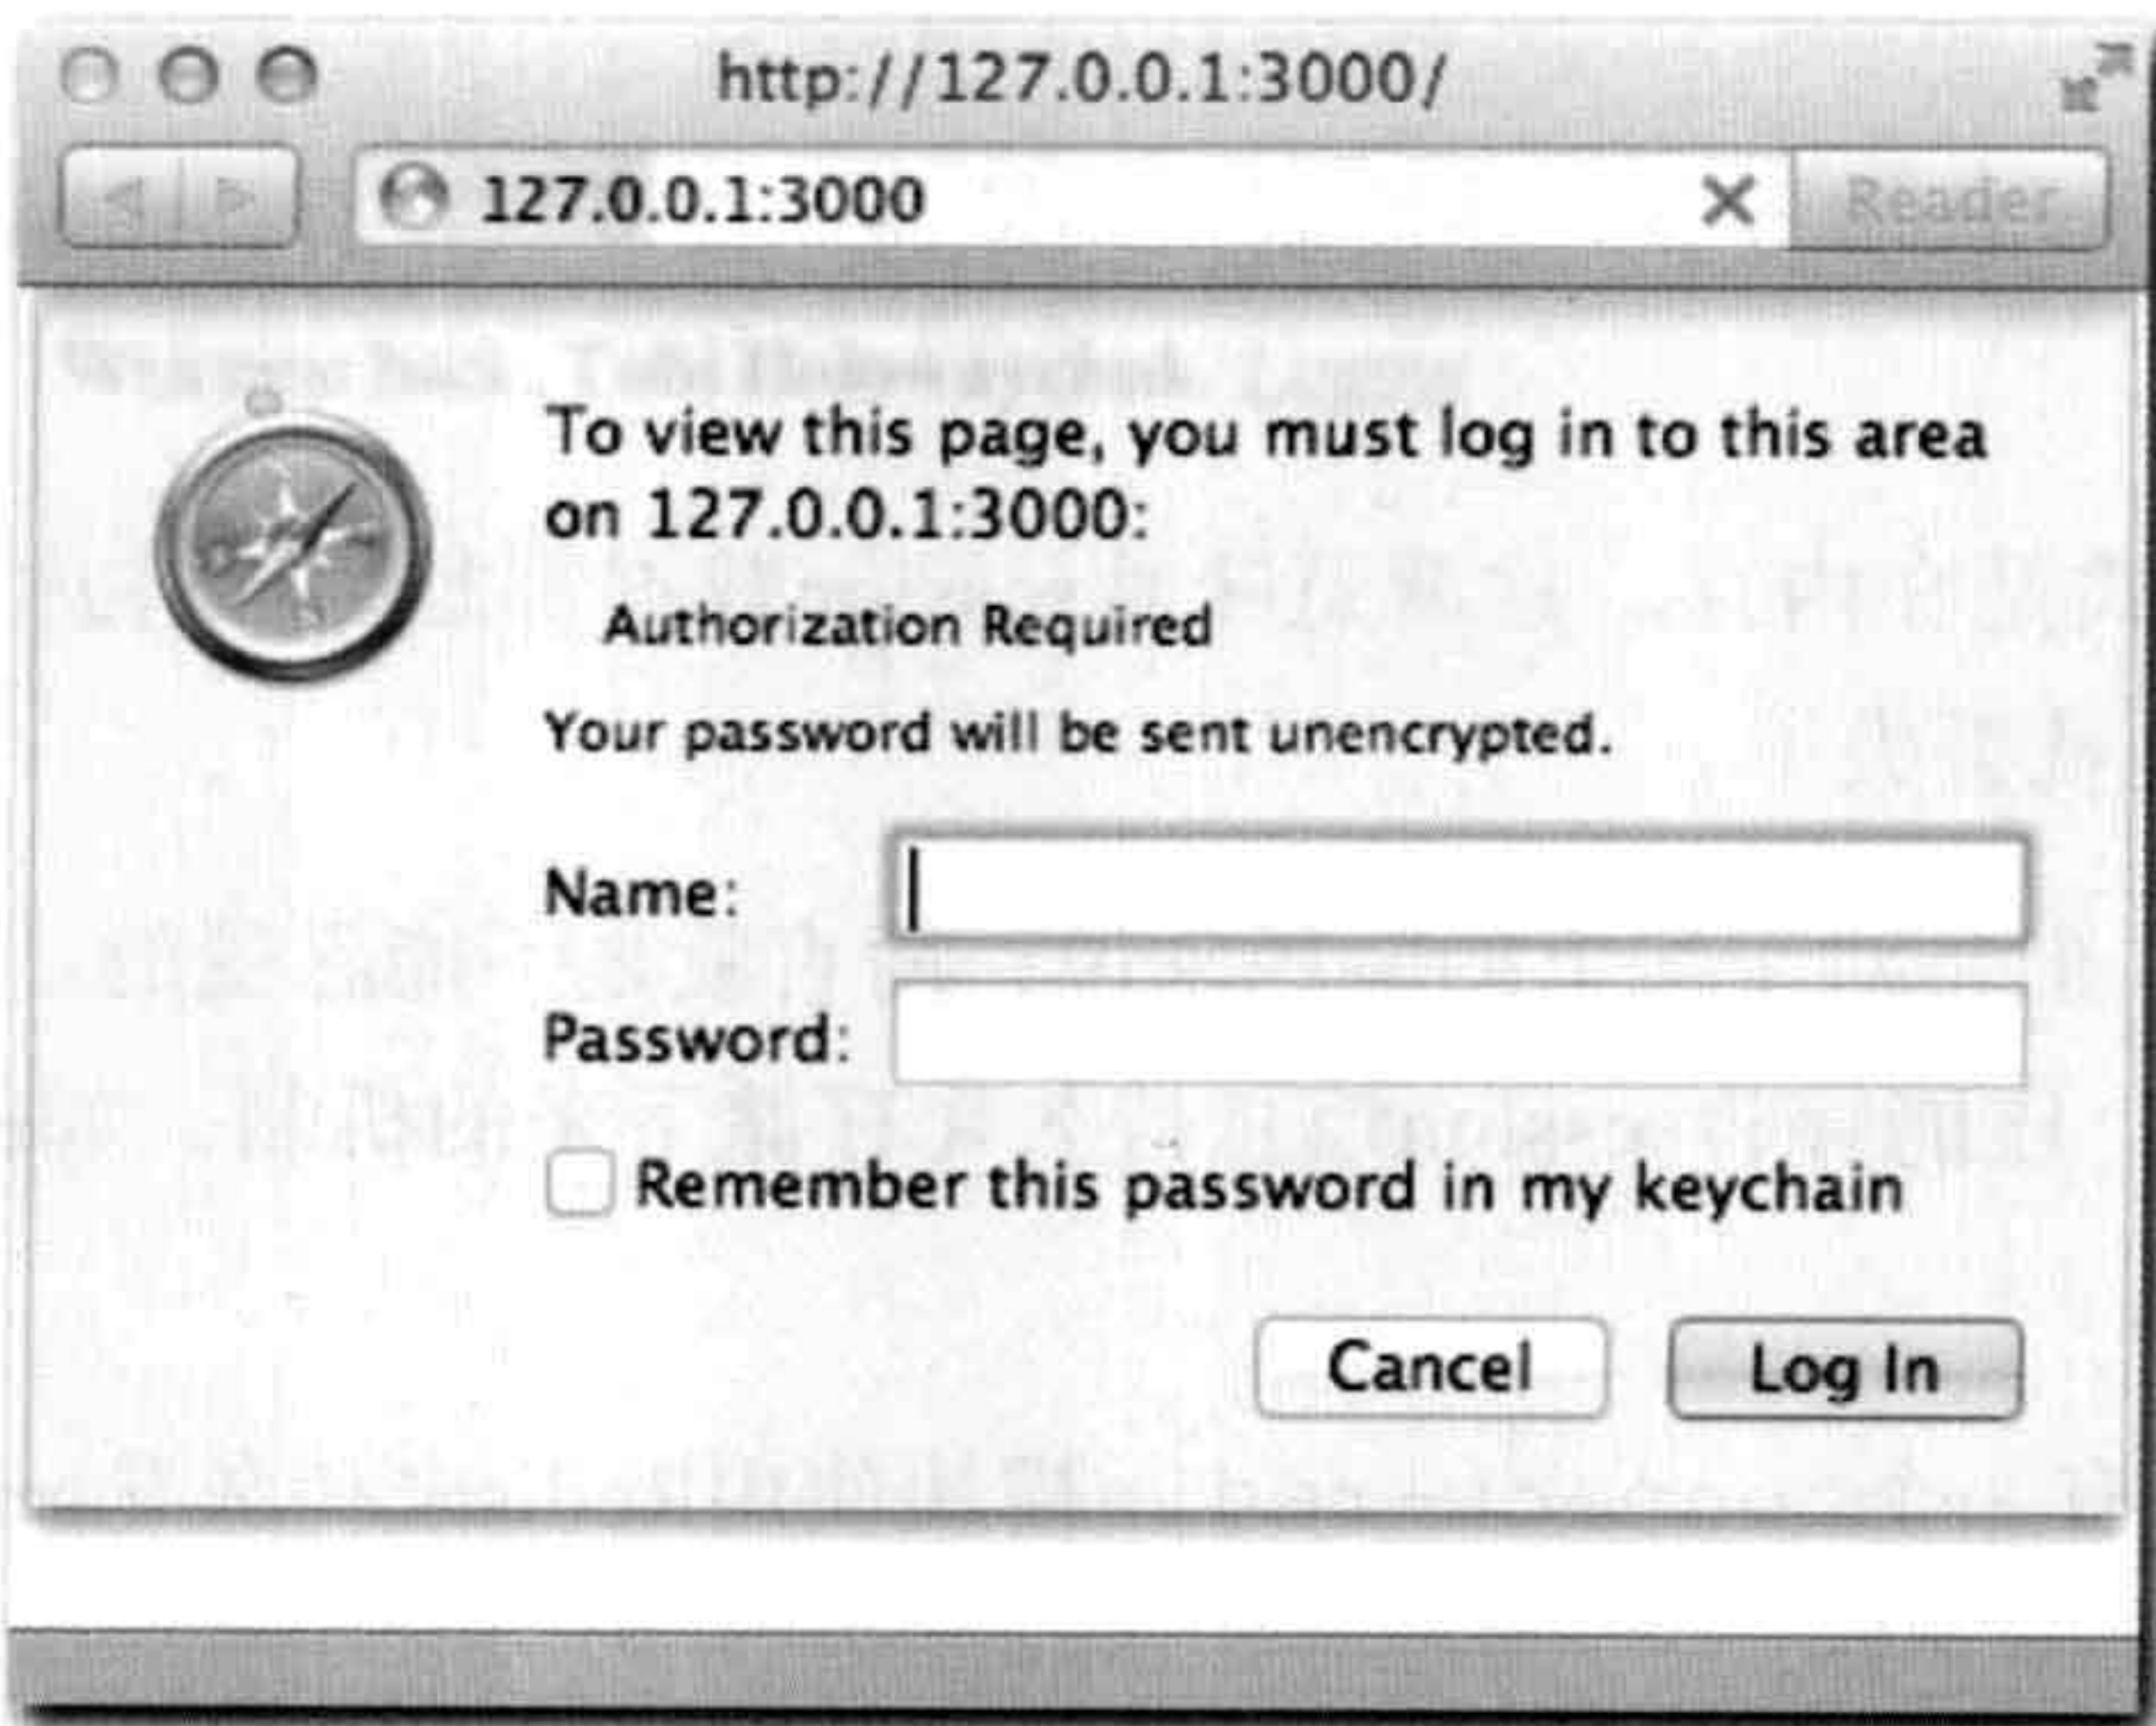 http://127.0.0.1:3000/
127.0.0.1:3000
Reader
To view this page, you must log in to this area
on 127.0.0.1:3000:
Authorization Required
Your password will be sent unencrypted.
Name:
Password:
Remember this password in my keychain
Cancel
Log In